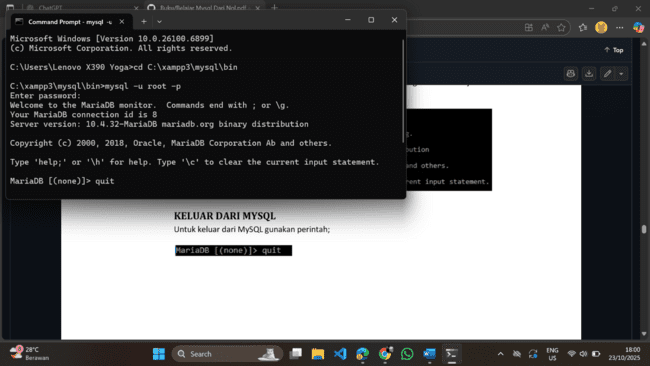 ChatGPT
Buku/Belajar Mysql Dari Nol.pdf
Command Prompt - mysql -u
Microsoft Windows [Version 10.0.26100.6899]
(c) Microsoft Corporation. All rights reserved.
C:\Users\Lenovo X390 Yoga>cd C:\xampp3\mysql\bin
C:\xampp3\mysql\bin>mysql -u root -p
Enter password:
Welcome to the MariaDB monitor.  Commands end with ; or \g.
Your MariaDB connection id is 8
Server version: 10.4.32-MariaDB mariadb.org binary distribution
Copyright (c) 2000, 2018, Oracle, MariaDB Corporation Ab and others.
Type 'help;' or '\h' for help. Type '\c' to clear the current input statement.
MariaDB [(none)]> quit
Top
g.
bution
and others.
rent input statement.
KELUAR DARI MYSQL
Untuk keluar dari MySQL gunakan perintah;
MariaDB [(none)]> quit
28°C
Berawan
Search
ENG
US
18:00
23/10/2025